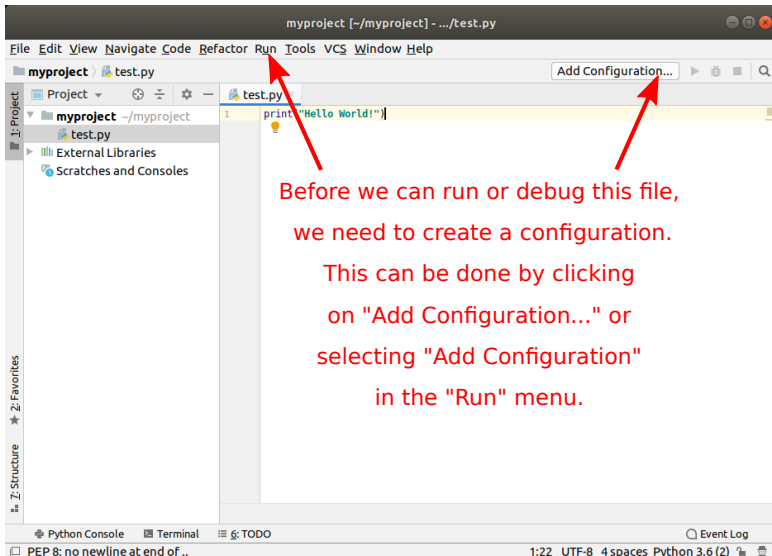 myproject [~/myproject] - .../test.py
File Edit View Navigate Code Refactor Run Tools VCS Window Help
myproject test.py Add Configuration...
1: Project
Project
test.py
myproject ~/myproject
test.py
External Libraries
Scratches and Consoles
1 print("Hello World!")
Before we can run or debug this file,
we need to create a configuration.
This can be done by clicking
on "Add Configuration..." or
selecting "Add Configuration"
in the "Run" menu.
2: Favorites
7: Structure
Python Console Terminal 6: TODO Event Log
PEP 8: no newline at end of .. 1:22 UTF-8 4 spaces Python 3.6 (2)